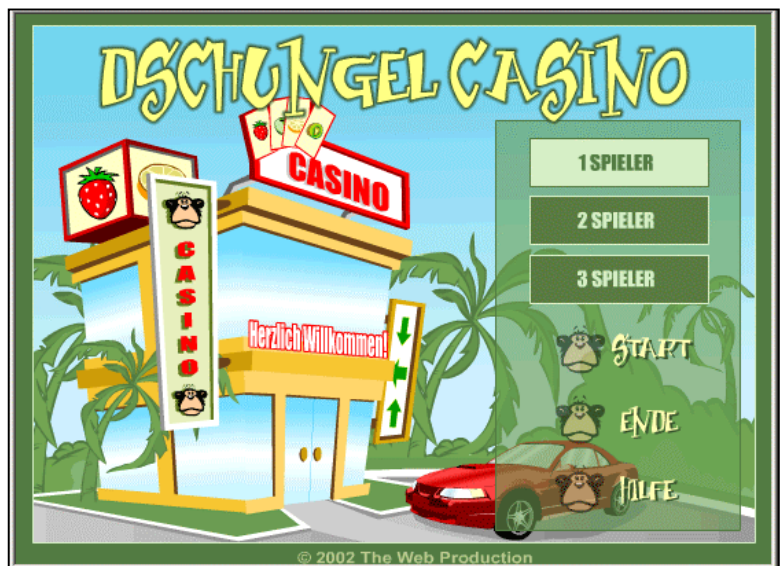 DSCHUNGEL CASINO
CASINO
CASINO
Herzlich Willkommen!
1 SPIELER
2 SPIELER
3 SPIELER
START
ENDE
HILFE
© 2002 The Web Production